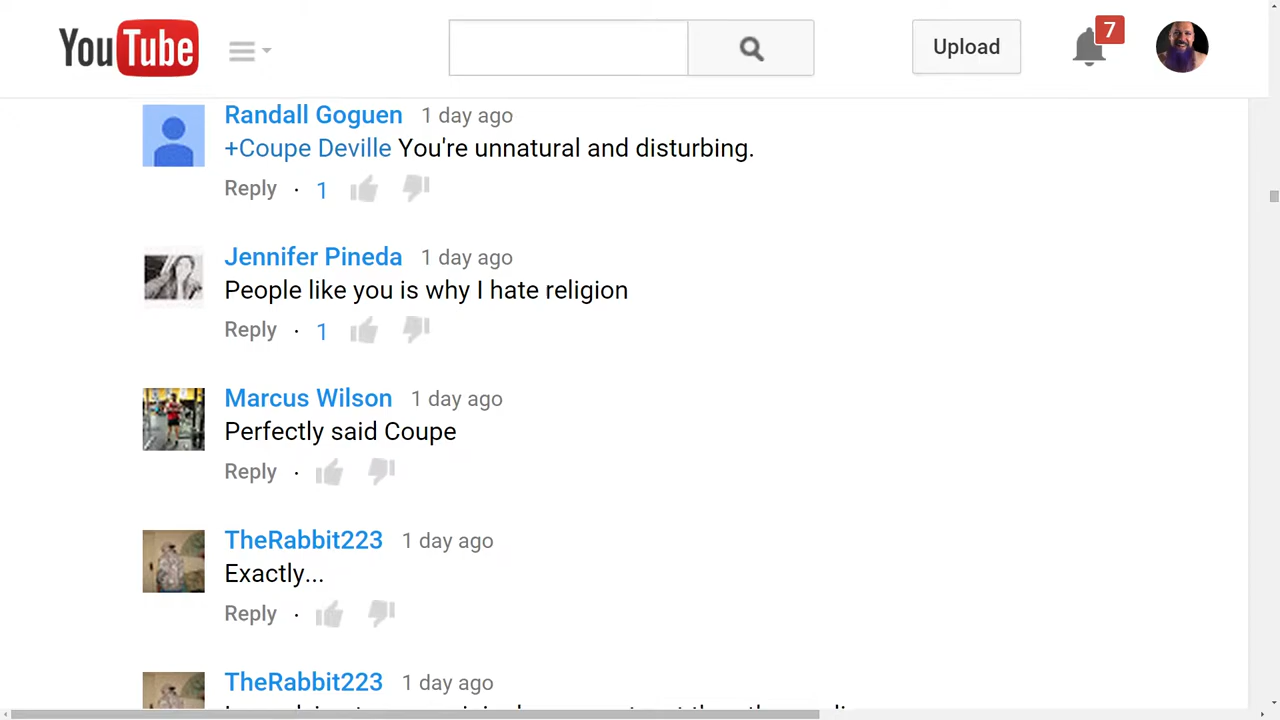 YouTube
Upload
7
Randall Goguen 1 day ago
+Coupe Deville You're unnatural and disturbing.
Reply · 1
Jennifer Pineda 1 day ago
People like you is why I hate religion
Reply · 1
Marcus Wilson 1 day ago
Perfectly said Coupe
Reply ·
TheRabbit223 1 day ago
Exactly...
Reply ·
TheRabbit223 1 day ago